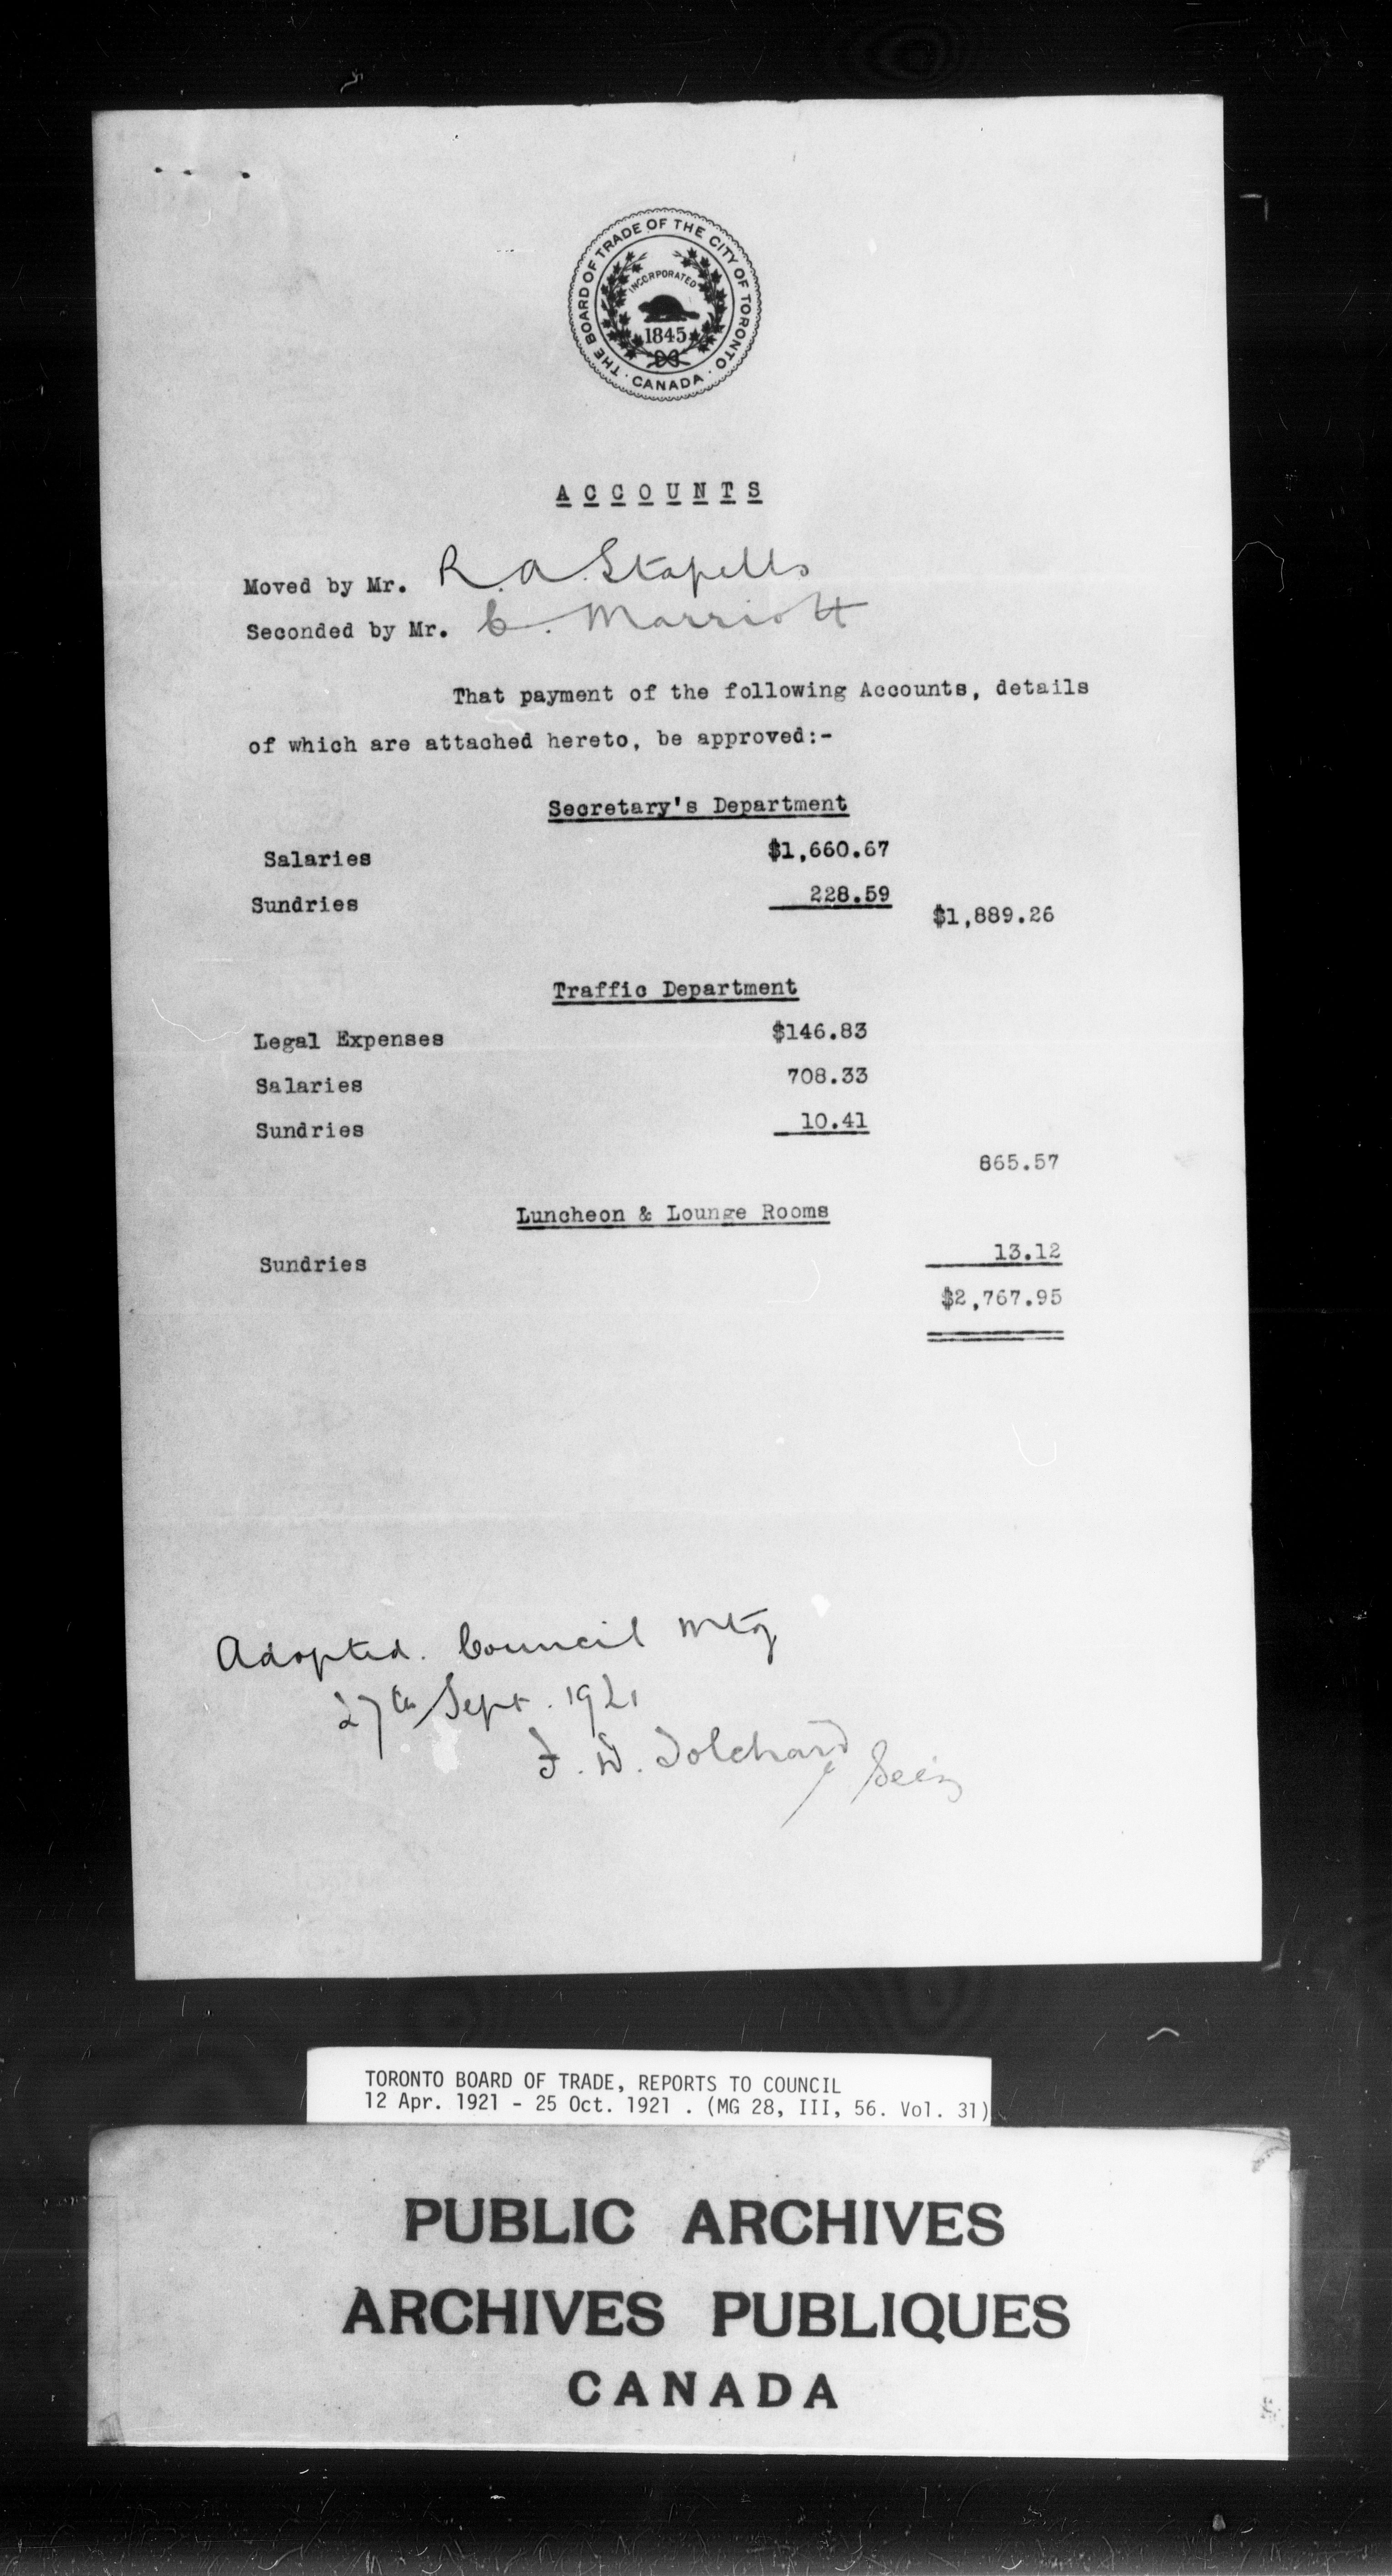 THE BOARD OF TRADE OF THE CITY OF TORONTO
INCORPORATED
1845
CANADA
ACCOUNTS
Moved by Mr. R. A. Stapells
Seconded by Mr. C. Marriott
That payment of the following Accounts, details
of which are attached hereto, be approved:-
Secretary's Department
Salaries $1,660.67
Sundries 228.59 $1,889.26
Traffic Department
Legal Expenses $146.83
Salaries 708.33
Sundries 10.41
865.57
Luncheon & Lounge Rooms
Sundries 13.12
$2,767.95
Adopted. Council Mtg
27th Sept. 1921
F. D. Tolchard Secy
TORONTO BOARD OF TRADE, REPORTS TO COUNCIL
12 Apr. 1921 - 25 Oct. 1921 . (MG 28, III, 56. Vol. 31)
PUBLIC ARCHIVES
ARCHIVES PUBLIQUES
CANADA